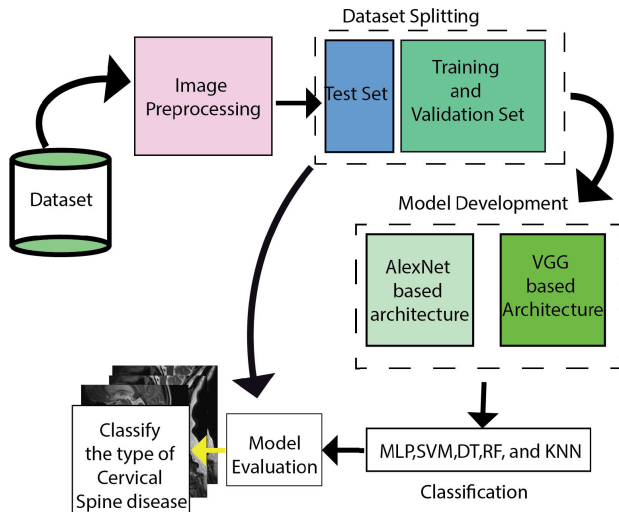 Dataset Splitting
Image
Preprocessing
Test Set
Training
and
Validation Set
Dataset
Model Development
AlexNet
based
architecture
VGG
based
Architecture
Classify
the type of
Cervical
Spine disease
Model
Evaluation
MLP,SVM,DT,RF, and KNN
Classification